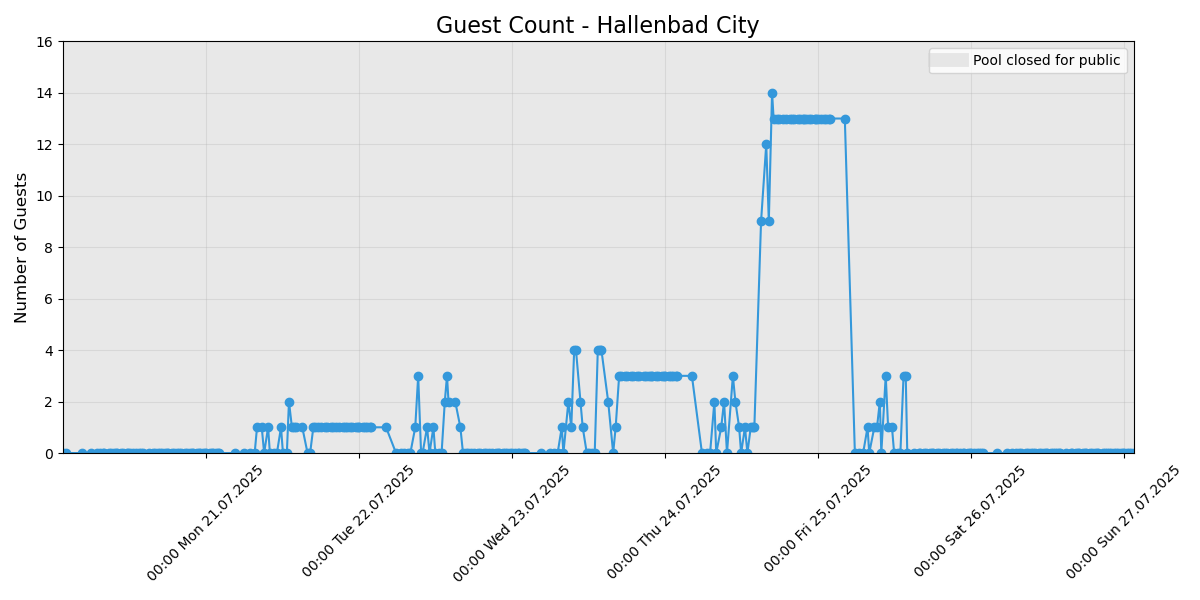 Guest Count - Hallenbad City
Pool closed for public
Number of Guests
16
14
12
10
8
6
4
2
0
00:00 Mon 21.07.2025
00:00 Tue 22.07.2025
00:00 Wed 23.07.2025
00:00 Thu 24.07.2025
00:00 Fri 25.07.2025
00:00 Sat 26.07.2025
00:00 Sun 27.07.2025